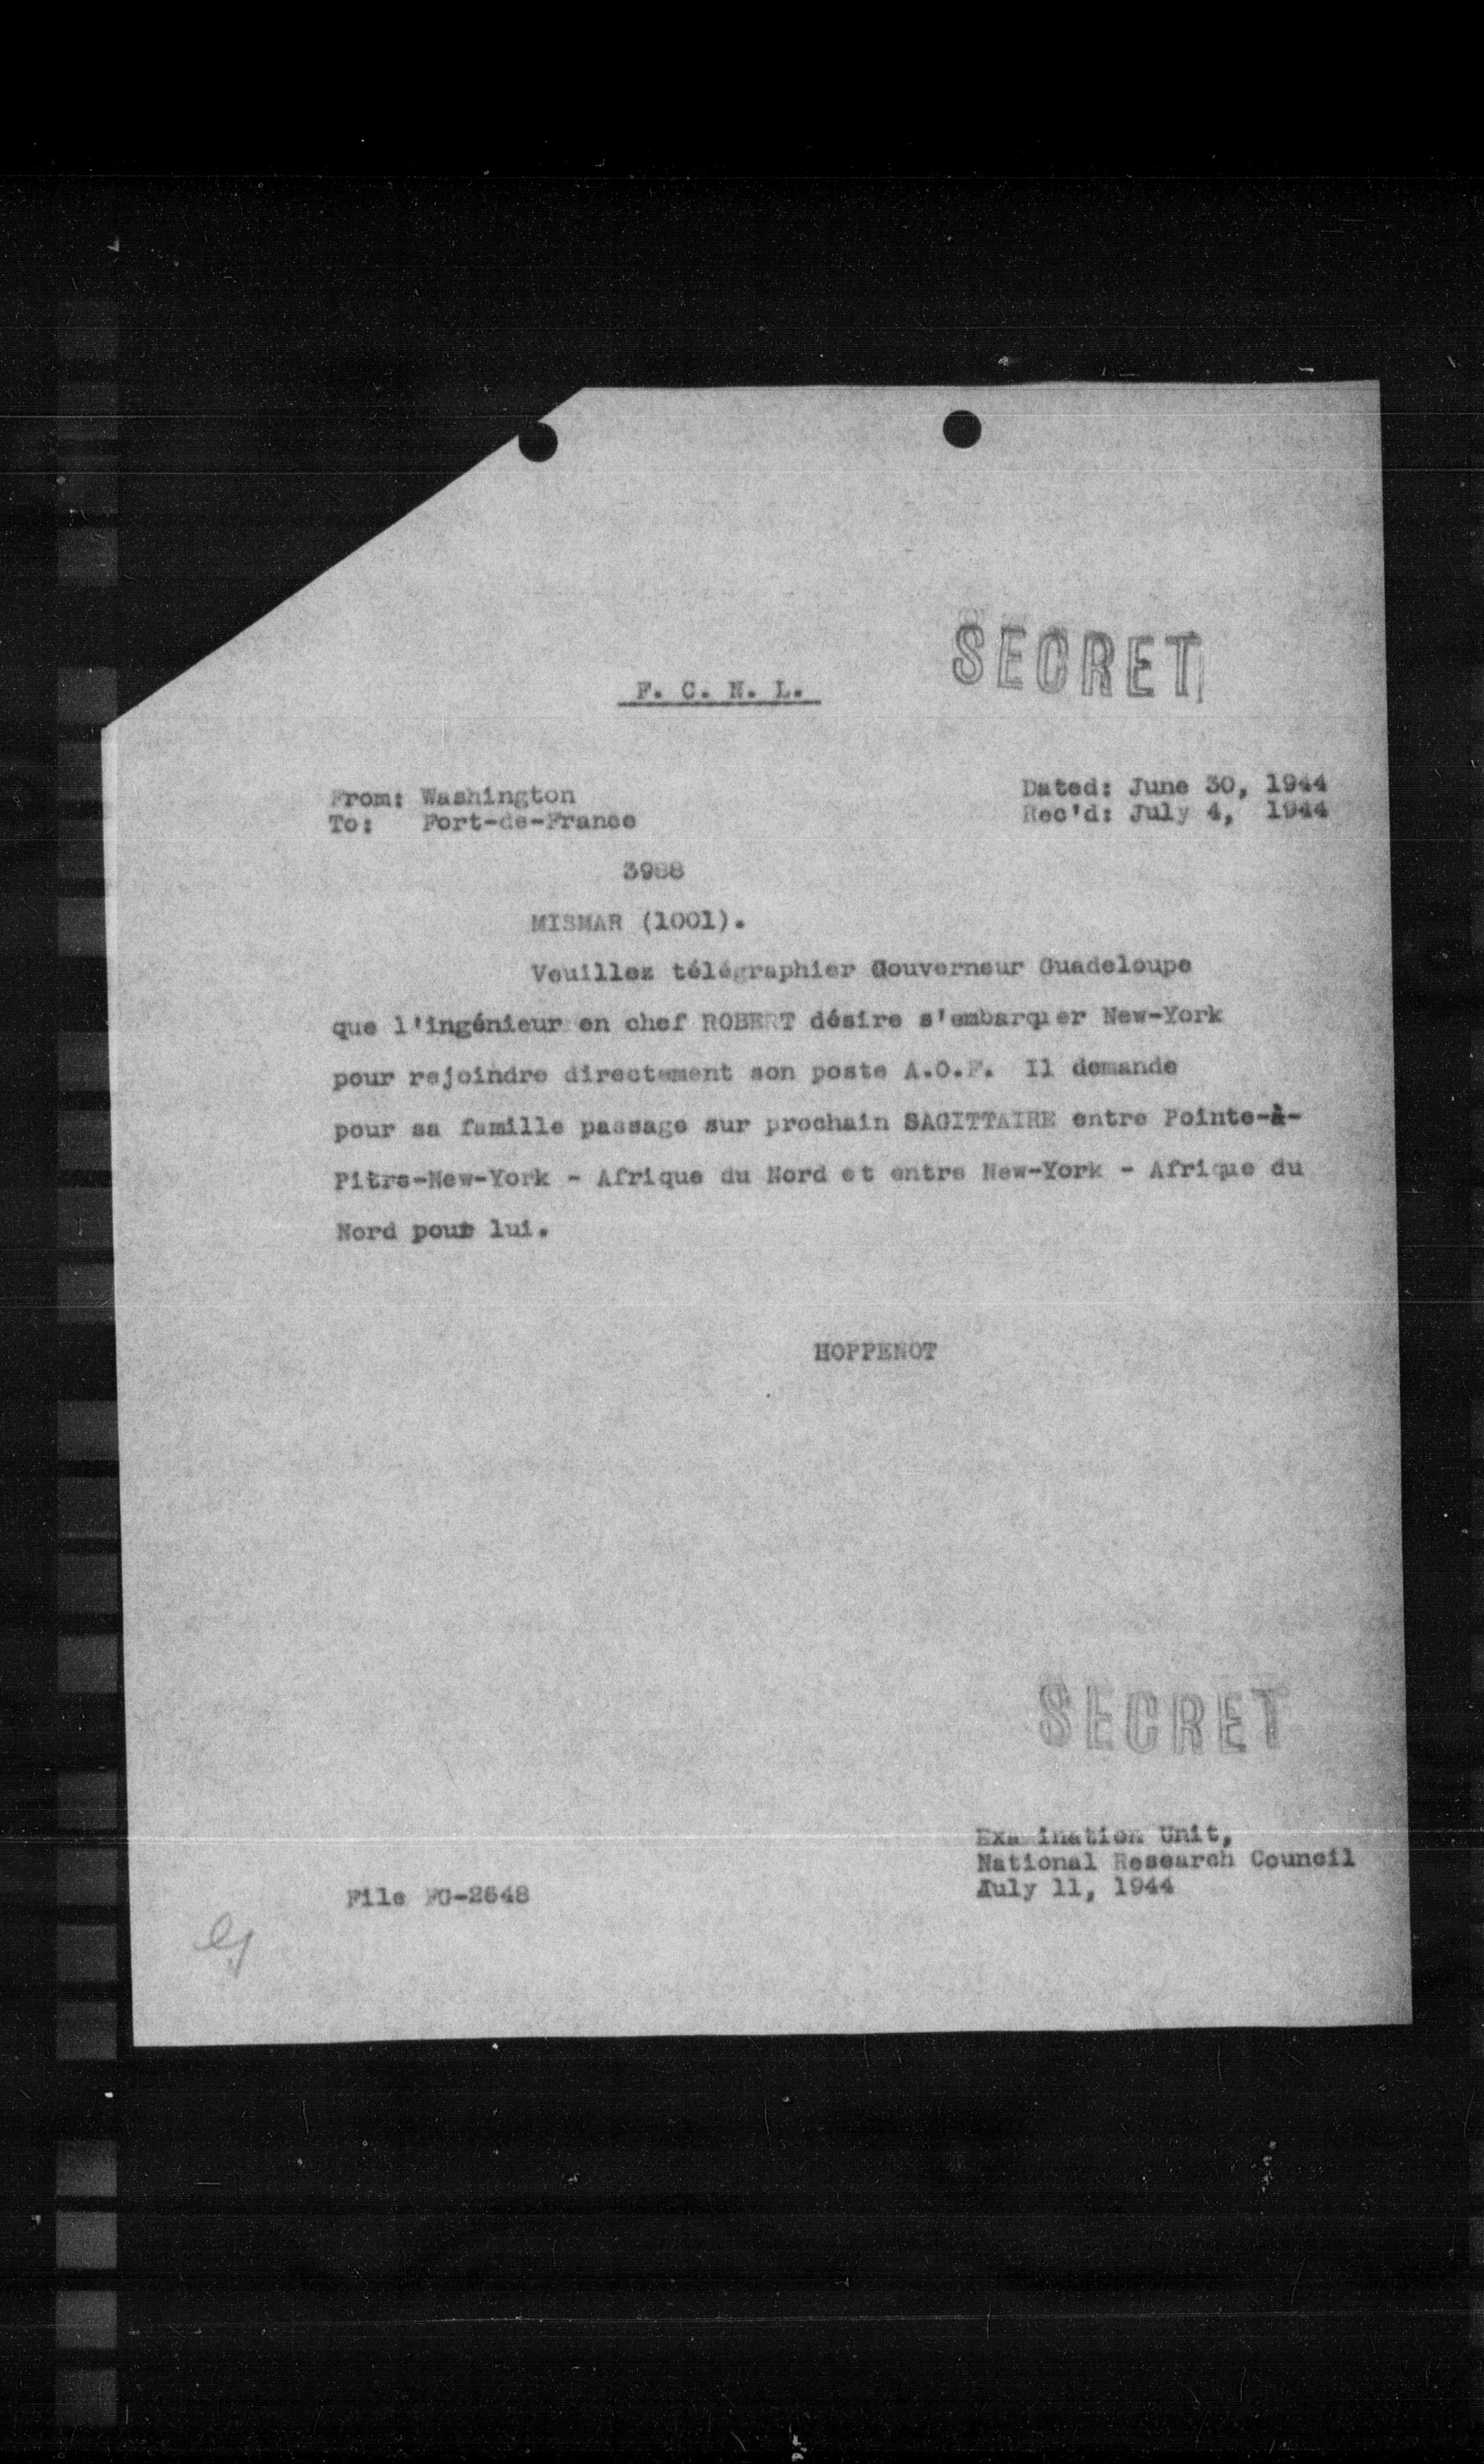 SECRET
F. C. N. L.
From: Washington
To: Fort-de-France
Dated: June 30, 1944
Rec'd: July 4, 1944
3988
MISMAR (1001).
Veuillez télégraphier Gouverneur Guadeloupe
que l'ingénieur en chef ROBERT désire s'embarquer New-York
pour rejoindre directement son poste A.O.F. Il demande
pour sa famille passage sur prochain SAGITTAIRE entre Pointe-à-
Pitre-New-York - Afrique du Nord et entre New-York - Afrique du
Nord pour lui.
HOPPENOT
SECRET
Examination Unit,
National Research Council
July 11, 1944
File FC-2648